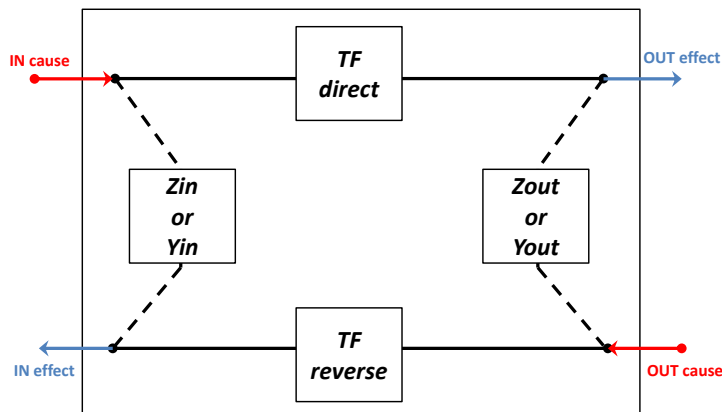 IN cause
TF
direct
OUT effect
Zin
or
Yin
Zout
or
Yout
IN effect
TF
reverse
OUT cause